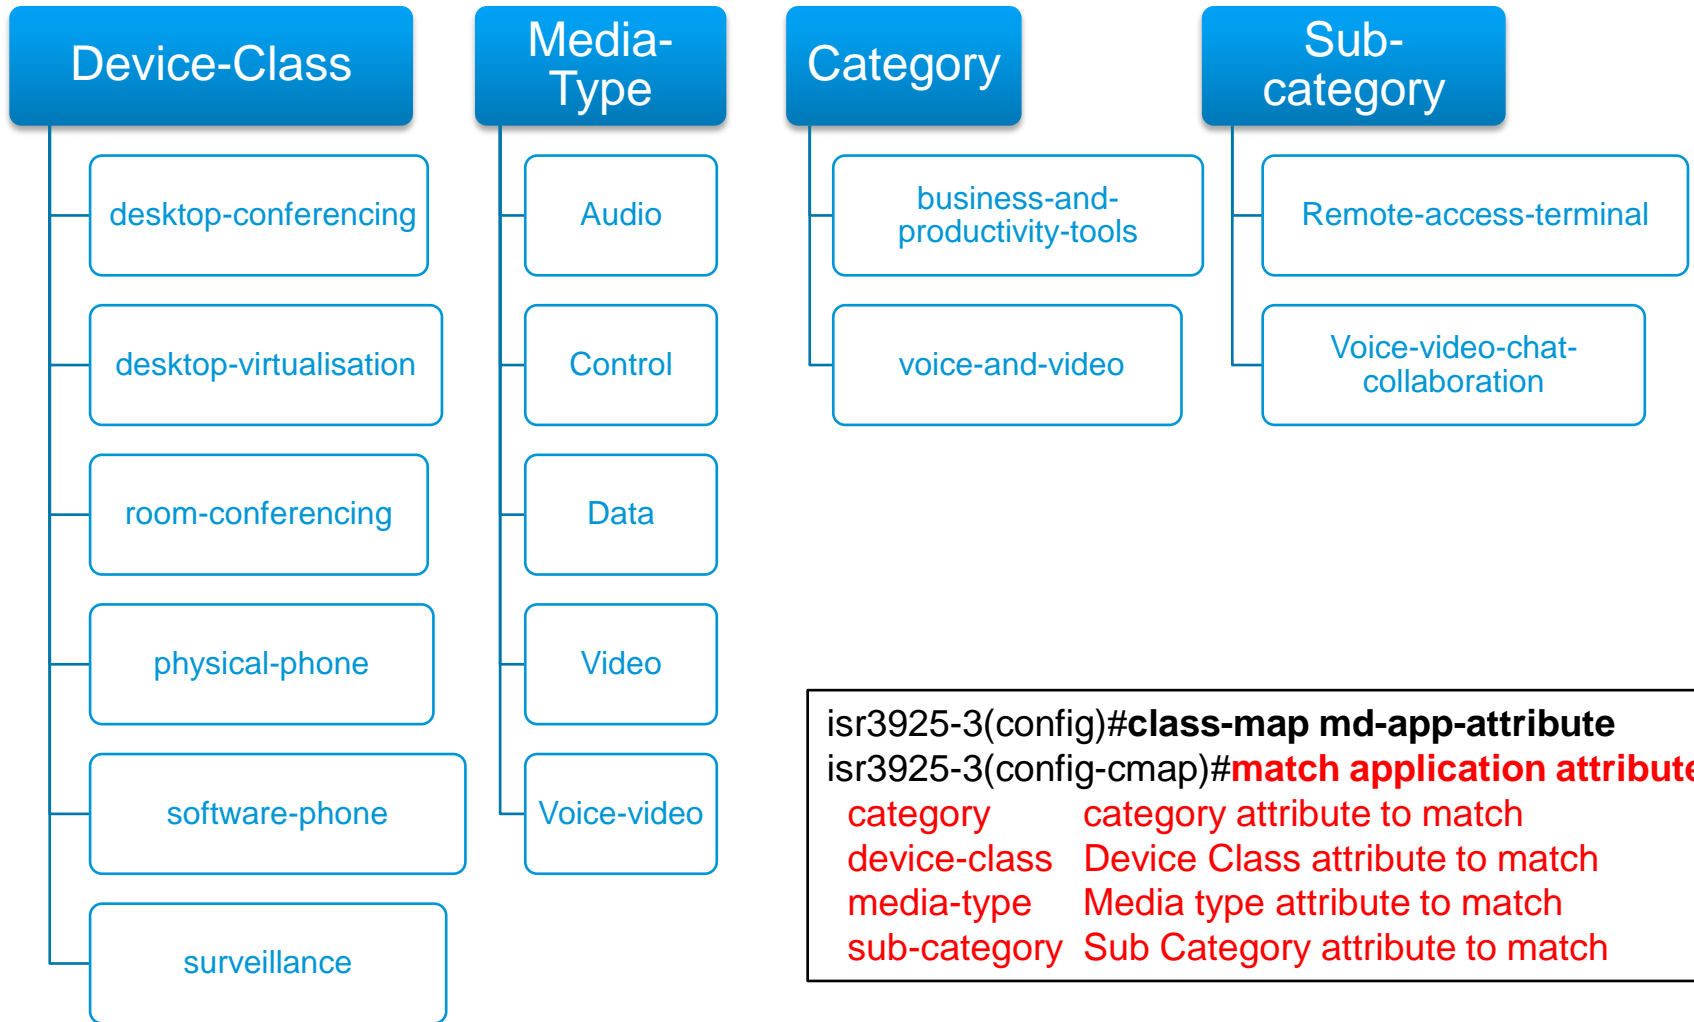 Device-Class
desktop-conferencing
desktop-virtualisation
room-conferencing
physical-phone
software-phone
surveillance
Media-
Type
Audio
Control
Data
Video
Voice-video
Category
business-and-
productivity-tools
voice-and-video
Sub-
category
Remote-access-terminal
Voice-video-chat-
collaboration
isr3925-3(config)#class-map md-app-attribute
isr3925-3(config-cmap)#match application attribute
category category attribute to match
device-class Device Class attribute to match
media-type Media type attribute to match
sub-category Sub Category attribute to match